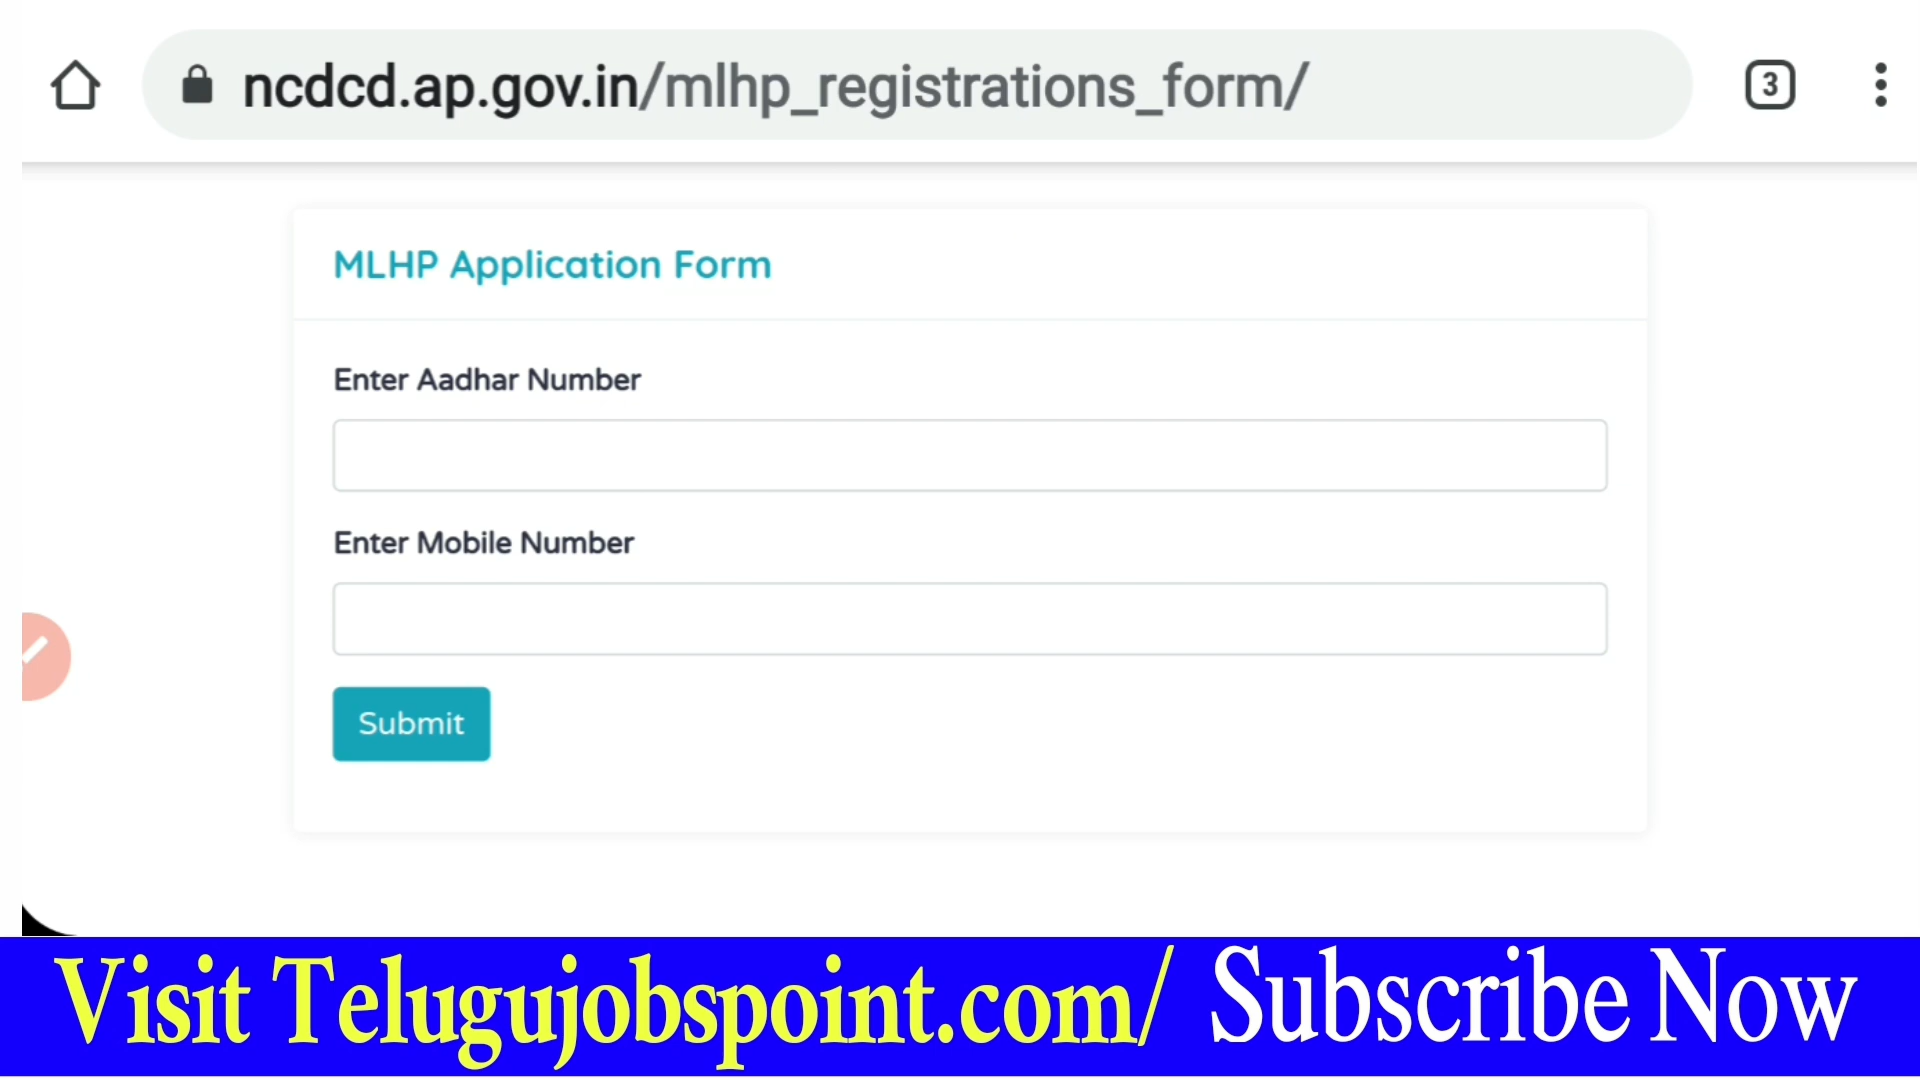 ncdcd.ap.gov.in/mlhp_registrations_form/
3
MLHP Application Form
Enter Aadhar Number
Enter Mobile Number
Submit
Visit Telugujobspoint.com/ Subscribe Now